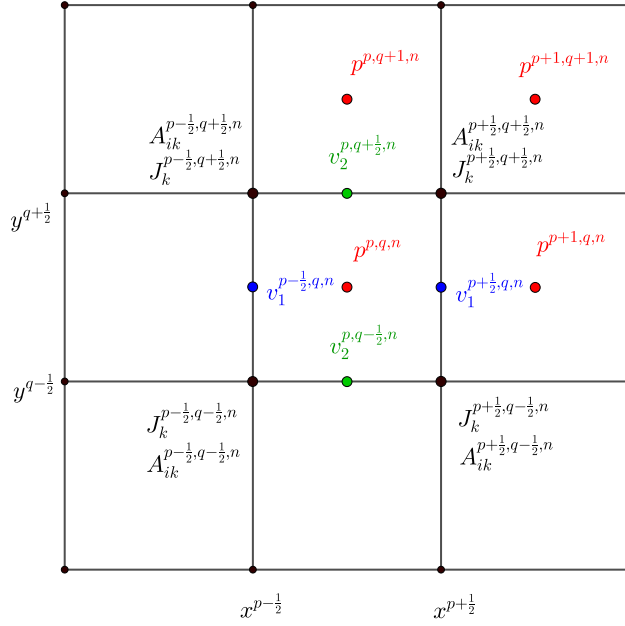 p^{p,q+1,n}
p^{p+1,q+1,n}
A_{ik}^{p-\frac{1}{2},q+\frac{1}{2},n}
A_{ik}^{p+\frac{1}{2},q+\frac{1}{2},n}
v_2^{p,q+\frac{1}{2},n}
J_k^{p-\frac{1}{2},q+\frac{1}{2},n}
J_k^{p+\frac{1}{2},q+\frac{1}{2},n}
y^{q+\frac{1}{2}}
p^{p,q,n}
p^{p+1,q,n}
v_1^{p-\frac{1}{2},q,n}
v_1^{p+\frac{1}{2},q,n}
v_2^{p,q-\frac{1}{2},n}
y^{q-\frac{1}{2}}
J_k^{p-\frac{1}{2},q-\frac{1}{2},n}
J_k^{p+\frac{1}{2},q-\frac{1}{2},n}
A_{ik}^{p-\frac{1}{2},q-\frac{1}{2},n}
A_{ik}^{p+\frac{1}{2},q-\frac{1}{2},n}
x^{p-\frac{1}{2}}
x^{p+\frac{1}{2}}